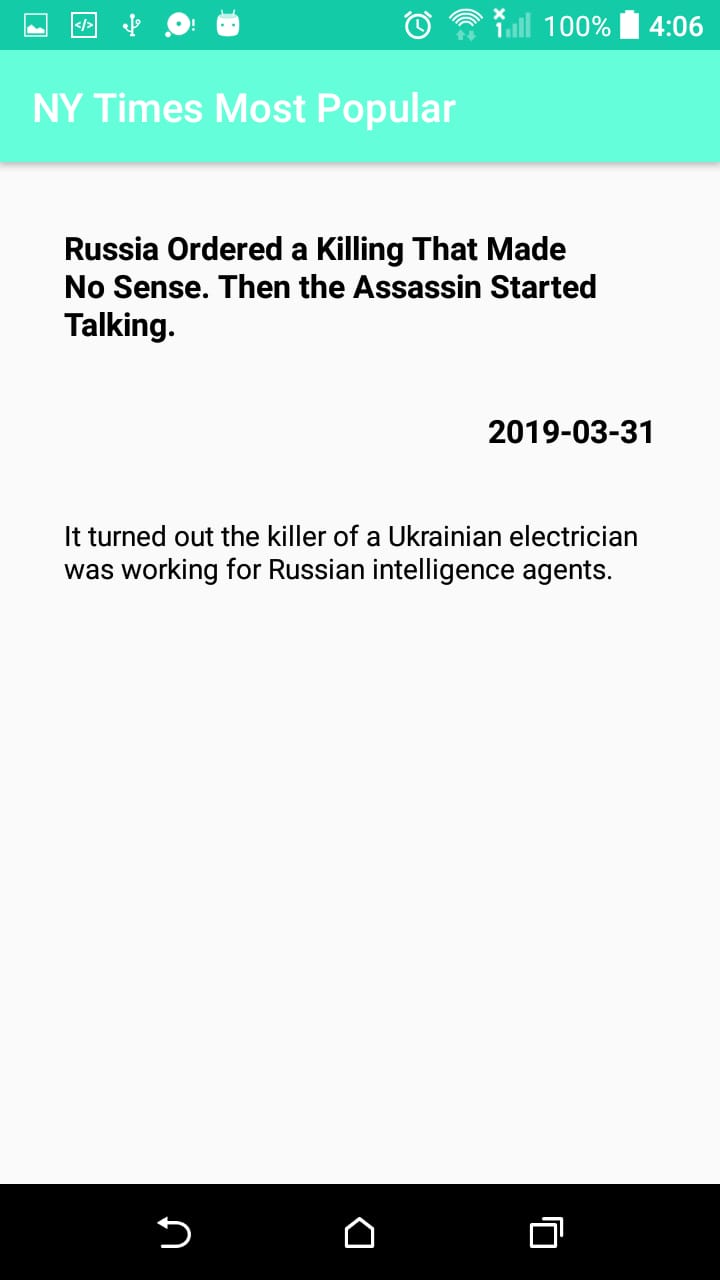 100% 4:06
NY Times Most Popular
Russia Ordered a Killing That Made
No Sense. Then the Assassin Started
Talking.
2019-03-31
It turned out the killer of a Ukrainian electrician
was working for Russian intelligence agents.